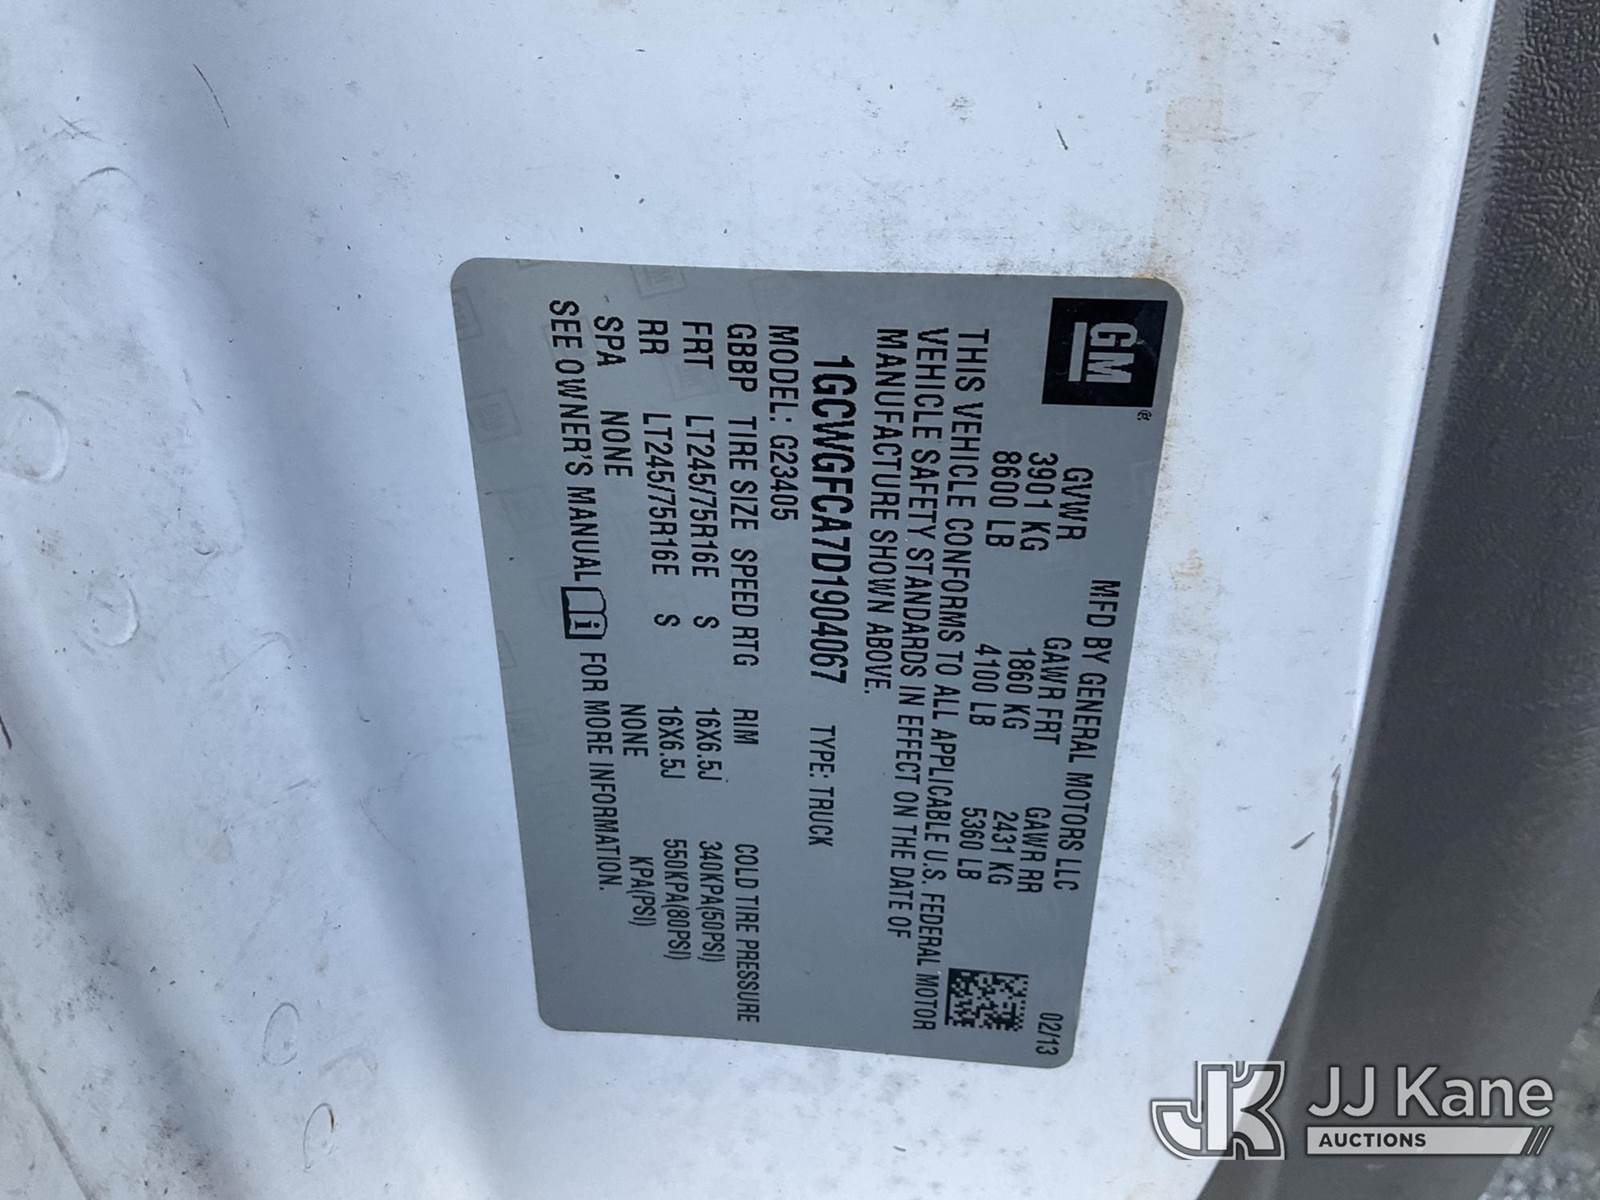 GM
MFD BY GENERAL MOTORS LLC 02/13
GVWR GAWR FRT GAWR RR
3901 KG 1860 KG 2431 KG
8600 LB 4100 LB 5360 LB
THIS VEHICLE CONFORMS TO ALL APPLICABLE U.S. FEDERAL MOTOR
VEHICLE SAFETY STANDARDS IN EFFECT ON THE DATE OF
MANUFACTURE SHOWN ABOVE.
1GCWGFCA7D1904067 TYPE: TRUCK
MODEL: G23405
GBBP TIRE SIZE SPEED RTG RIM COLD TIRE PRESSURE
FRT LT245/75R16E S 16X6.5J 340KPA(50PSI)
RR LT245/75R16E S 16X6.5J 550KPA(80PSI)
SPA NONE NONE KPA(PSI)
SEE OWNER'S MANUAL i FOR MORE INFORMATION.
JK JJ Kane
AUCTIONS